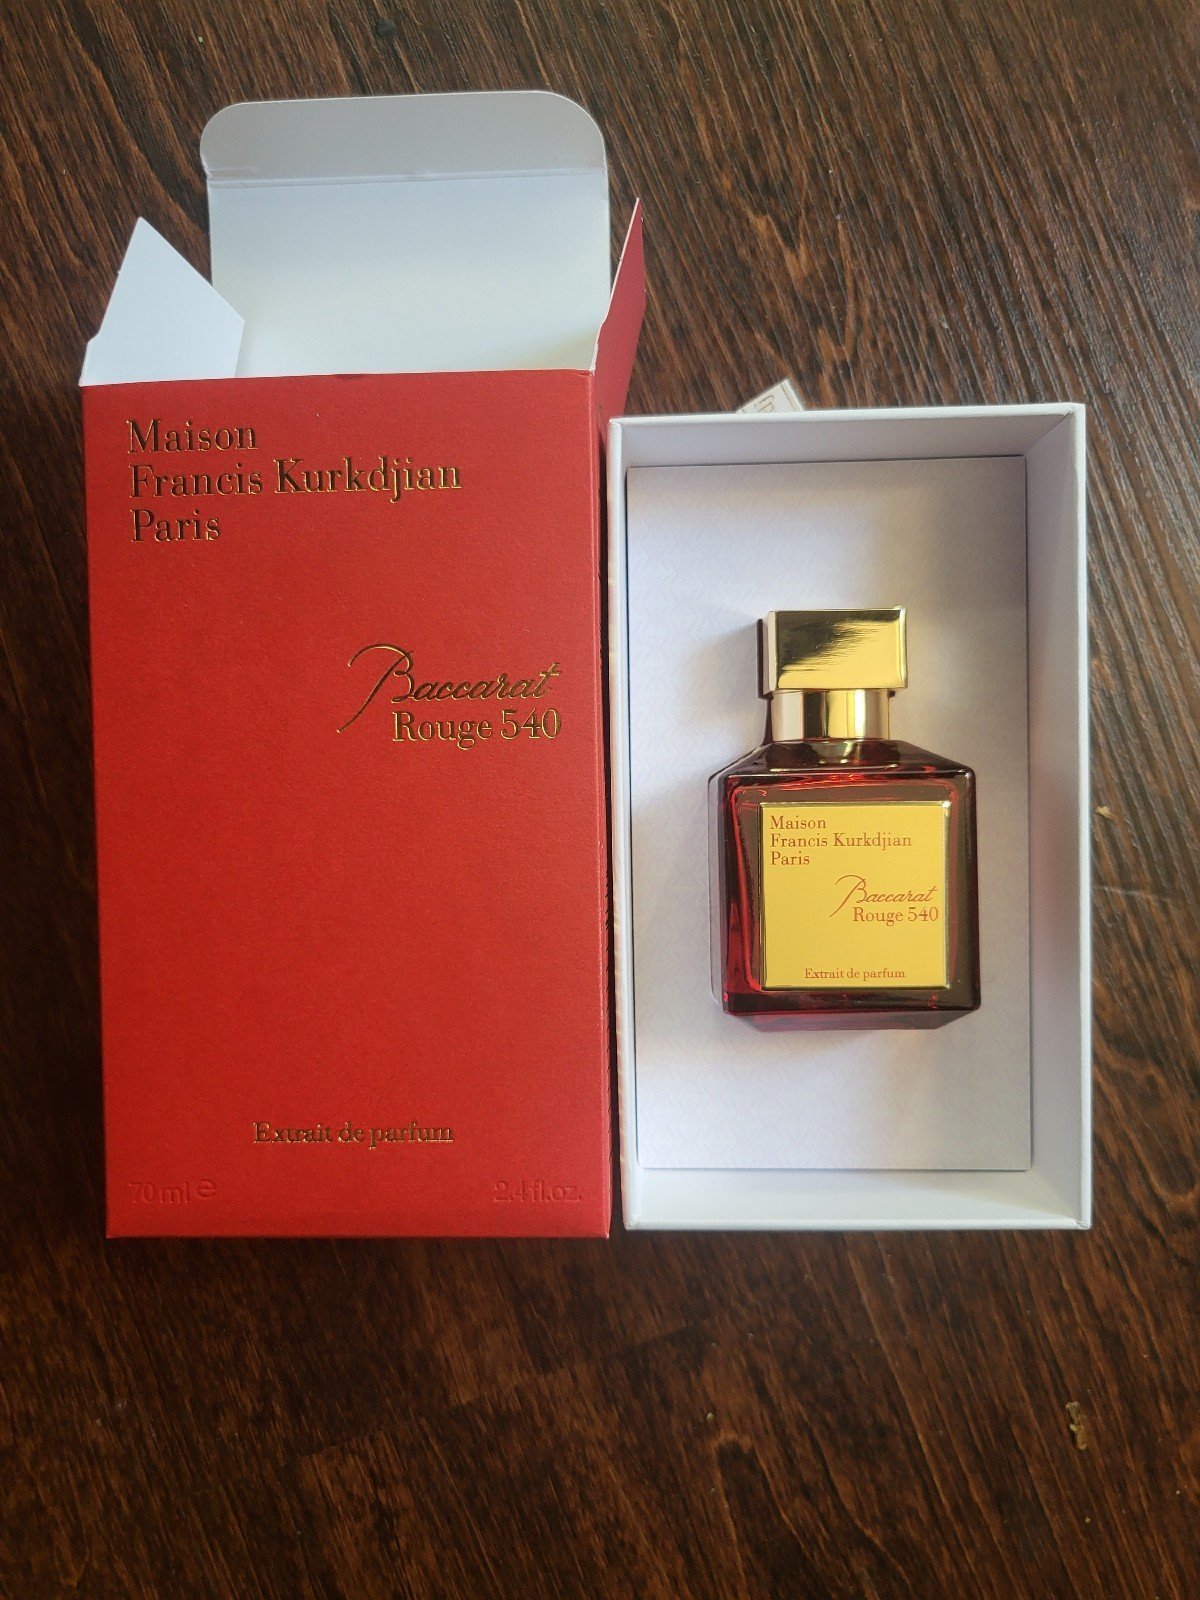 Maison
Francis Kurkdjian
Paris
Baccarat
Rouge 540
Extrait de parfum
70 ml ℮
2.4 fl.oz.
Maison
Francis Kurkdjian
Paris
Baccarat
Rouge 540
Extrait de parfum